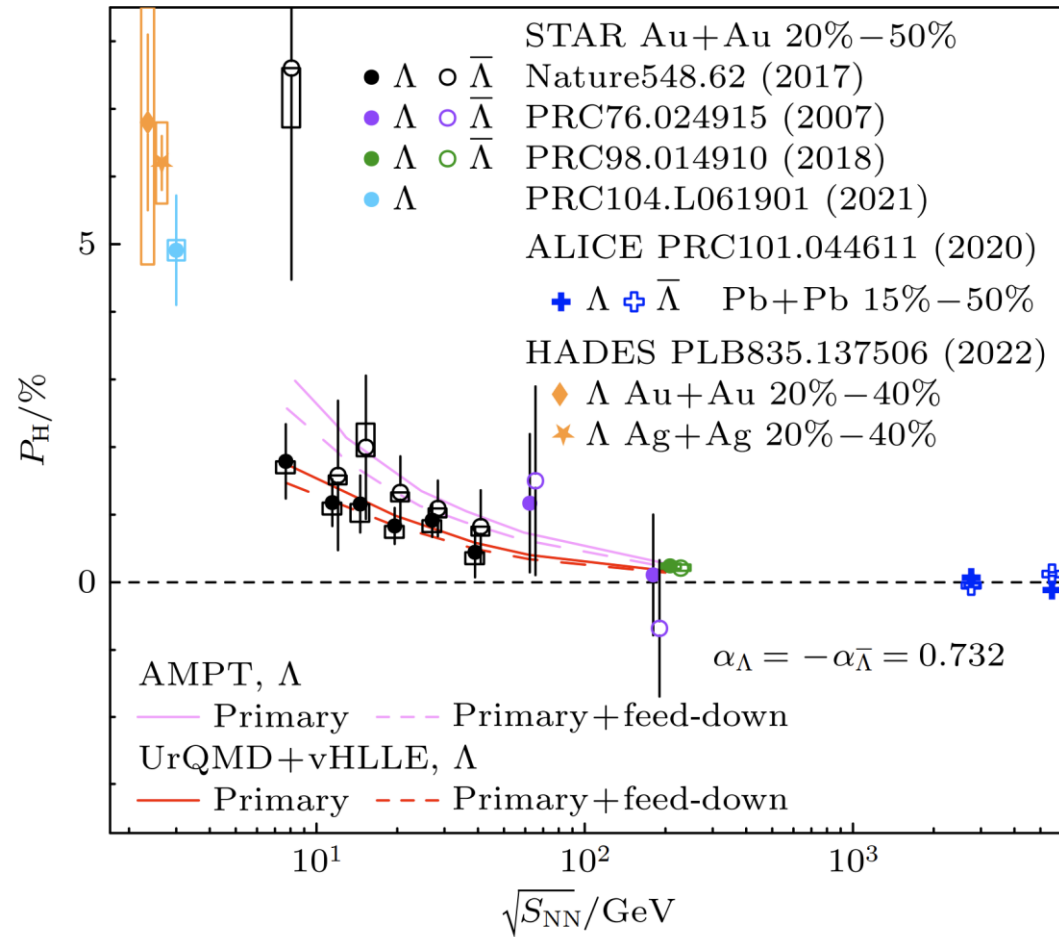 STAR Au+Au 20%−50%
Λ Λ̅ Nature548.62 (2017)
Λ Λ̅ PRC76.024915 (2007)
Λ Λ̅ PRC98.014910 (2018)
Λ PRC104.L061901 (2021)
ALICE PRC101.044611 (2020)
Λ Λ̅ Pb+Pb 15%−50%
HADES PLB835.137506 (2022)
Λ Au+Au 20%−40%
Λ Ag+Ag 20%−40%
5
0
P_H/%
α_Λ = −α_Λ̅ = 0.732
AMPT, Λ
Primary Primary+feed-down
UrQMD+vHLLE, Λ
Primary Primary+feed-down
10¹ 10² 10³
√S_NN/GeV